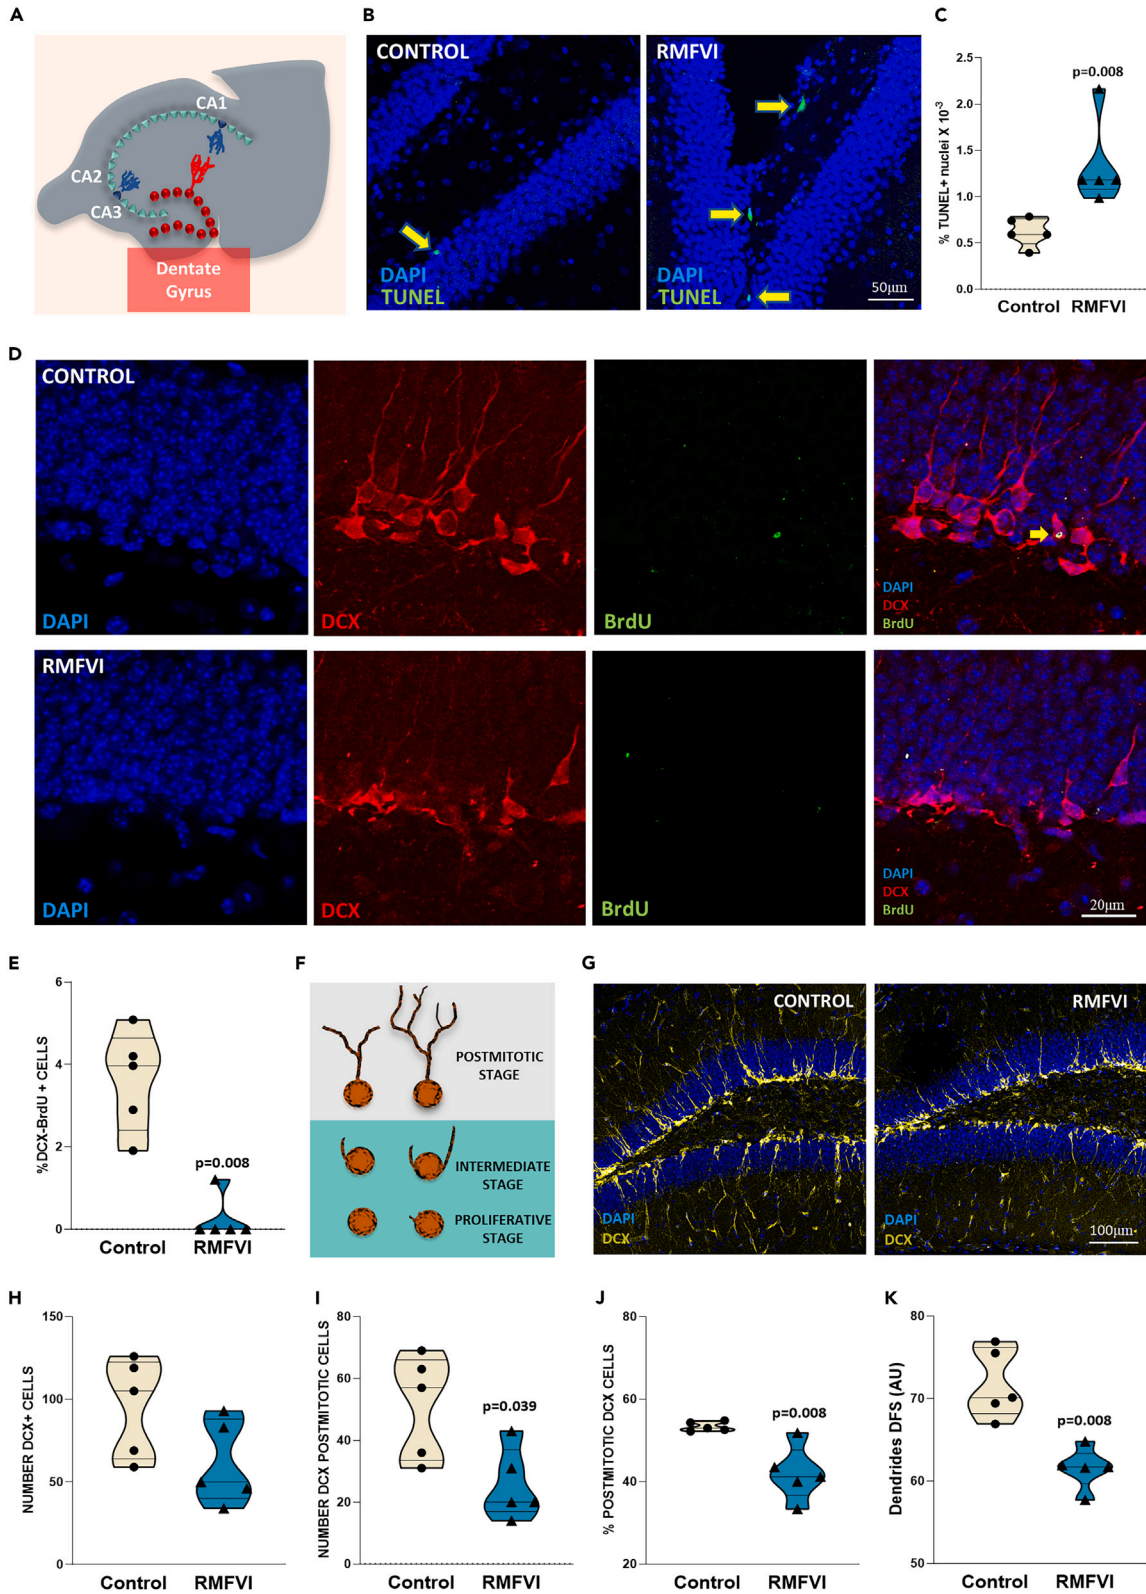 A
CA1
CA2
CA3
Dentate
Gyrus
B
CONTROL
DAPI
TUNEL
RMFVI
DAPI
TUNEL
50µm
C
% TUNEL+ nuclei X 10-3
2.5
2.0
1.5
1.0
0.5
0.0
p=0.008
Control
RMFVI
D
CONTROL
DAPI
DCX
BrdU
DAPI
DCX
BrdU
RMFVI
DAPI
DCX
BrdU
DAPI
DCX
BrdU
20µm
E
%DCX-BrdU + CELLS
6
4
2
0
p=0.008
Control
RMFVI
F
POSTMITOTIC
STAGE
INTERMEDIATE
STAGE
PROLIFERATIVE
STAGE
G
CONTROL
DAPI
DCX
RMFVI
DAPI
DCX
100µm
H
NUMBER DCX+ CELLS
150
100
50
0
Control
RMFVI
I
NUMBER DCX POSTMITOTIC CELLS
80
60
40
20
0
p=0.039
Control
RMFVI
J
% POSTMITOTIC DCX CELLS
80
60
40
20
p=0.008
Control
RMFVI
K
Dendrides DFS (AU)
80
70
60
50
p=0.008
Control
RMFVI